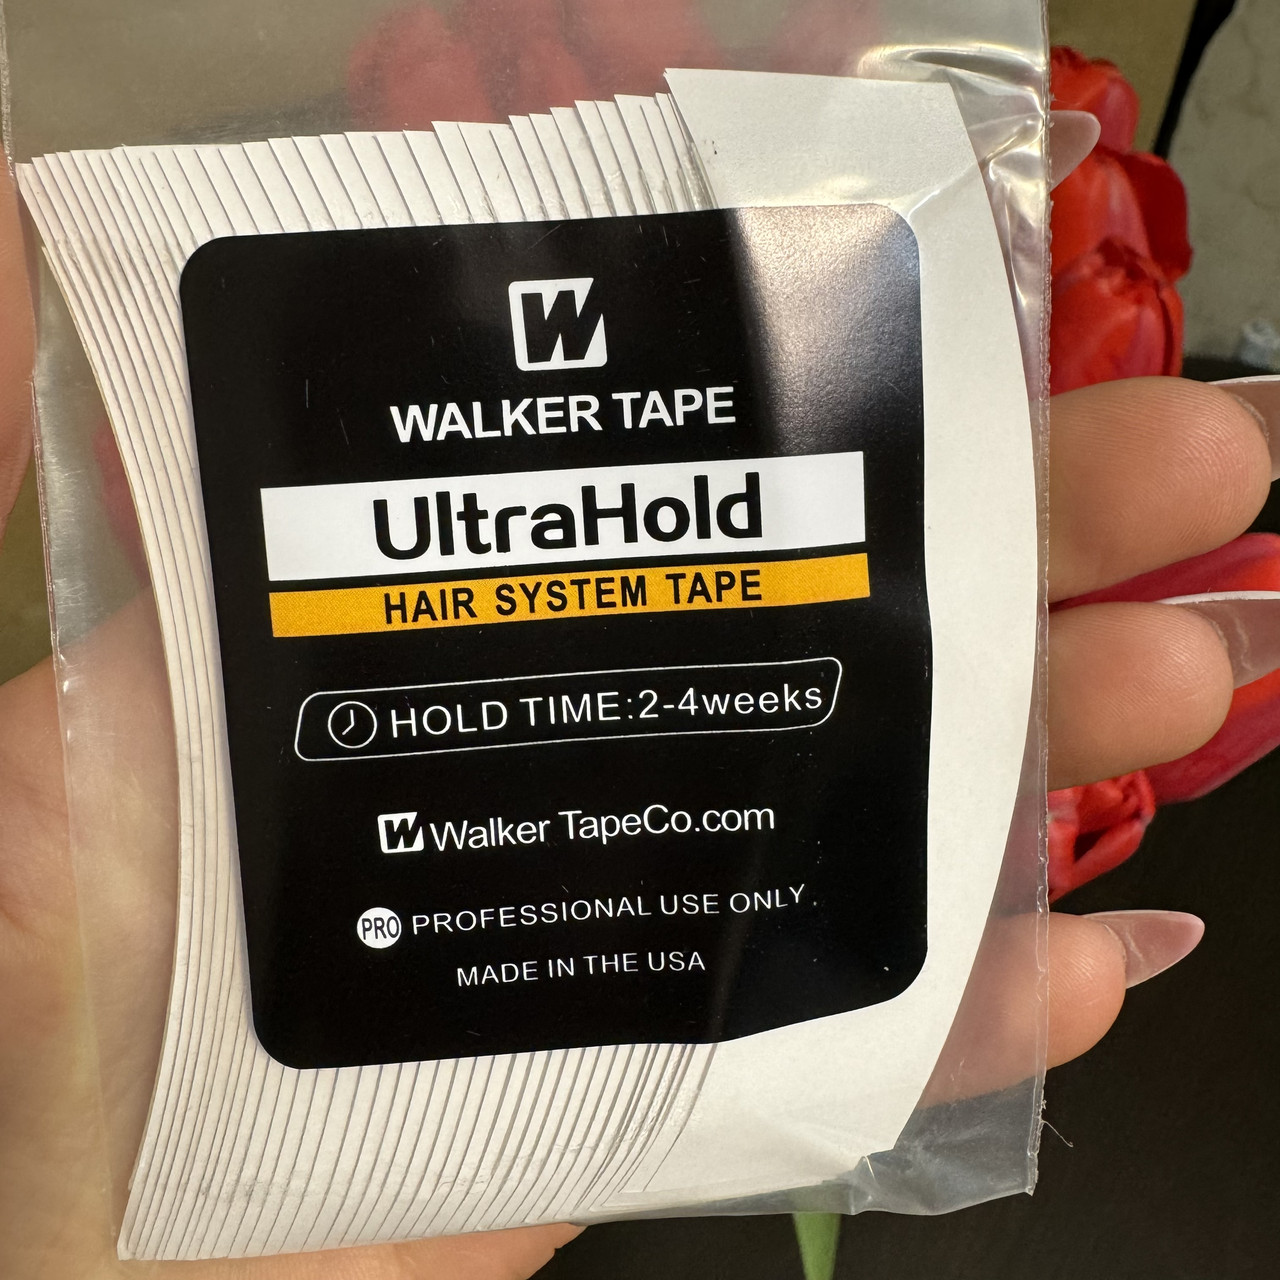 W
WALKER TAPE
UltraHold
HAIR SYSTEM TAPE
HOLD TIME:2-4weeks
W Walker TapeCo.com
PRO PROFESSIONAL USE ONLY.
MADE IN THE USA